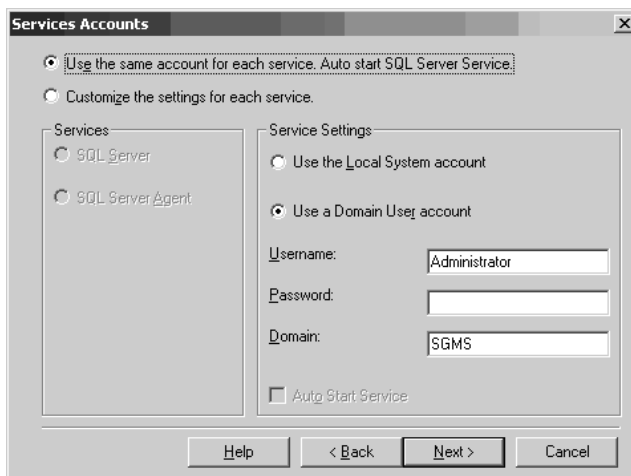 Services Accounts
Use the same account for each service. Auto start SQL Server Service.
Customize the settings for each service.
Services
SQL Server
SQL Server Agent
Service Settings
Use the Local System account
Use a Domain User account
Username:
Administrator
Password:
Domain:
SGMS
Auto Start Service
Help
< Back
Next >
Cancel